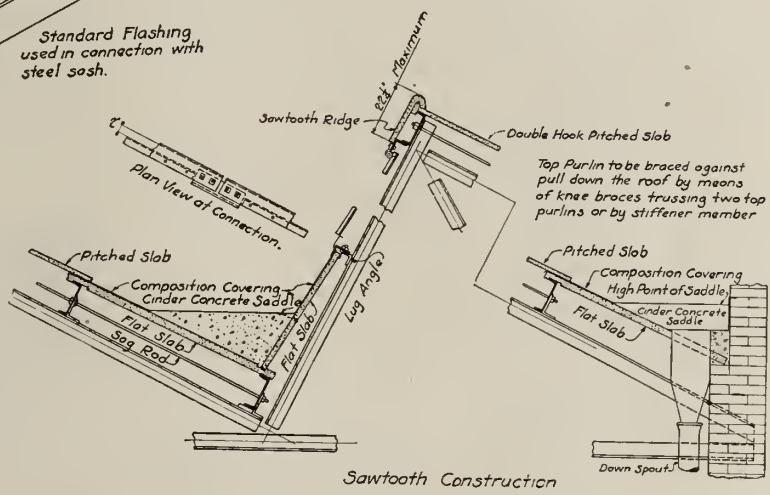 Standard Flashing
used in connection with
steel sash.
22½" Maximum
Sawtooth Ridge
Double Hook Pitched Slab
Plan View at Connection.
Top Purlin to be braced against
pull down the roof by means
of knee braces trussing two top
purlins or by stiffener member
Pitched Slab
Composition Covering
Cinder Concrete Saddle
Flat Slab
Sag Rod
Flat Slab
Lug Angle
Pitched Slab
Composition Covering
High Point of Saddle
Cinder Concrete
Saddle
Flat Slab
Down Spout
Sawtooth Construction